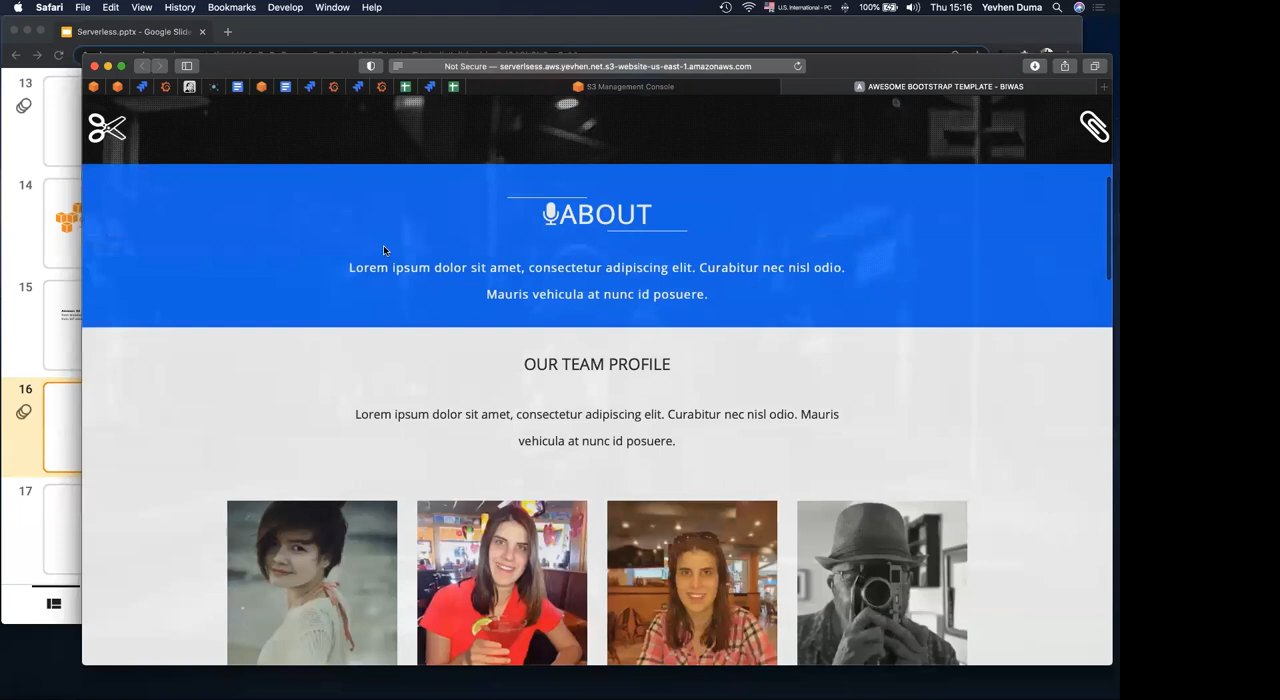 Safari File Edit View History Bookmarks Develop Window Help
U.S. International - PC 100% Thu 15:16 Yevhen Duma
Serverless.pptx - Google Slide
Not Secure — serverlsess.aws.yevhen.net.s3-website-us-east-1.amazonaws.com
S3 Management Console
AWESOME BOOTSTRAP TEMPLATE - BIWAS
13
14
15
16
17
ABOUT
Lorem ipsum dolor sit amet, consectetur adipiscing elit. Curabitur nec nisl odio.
Mauris vehicula at nunc id posuere.
OUR TEAM PROFILE
Lorem ipsum dolor sit amet, consectetur adipiscing elit. Curabitur nec nisl odio. Mauris
vehicula at nunc id posuere.